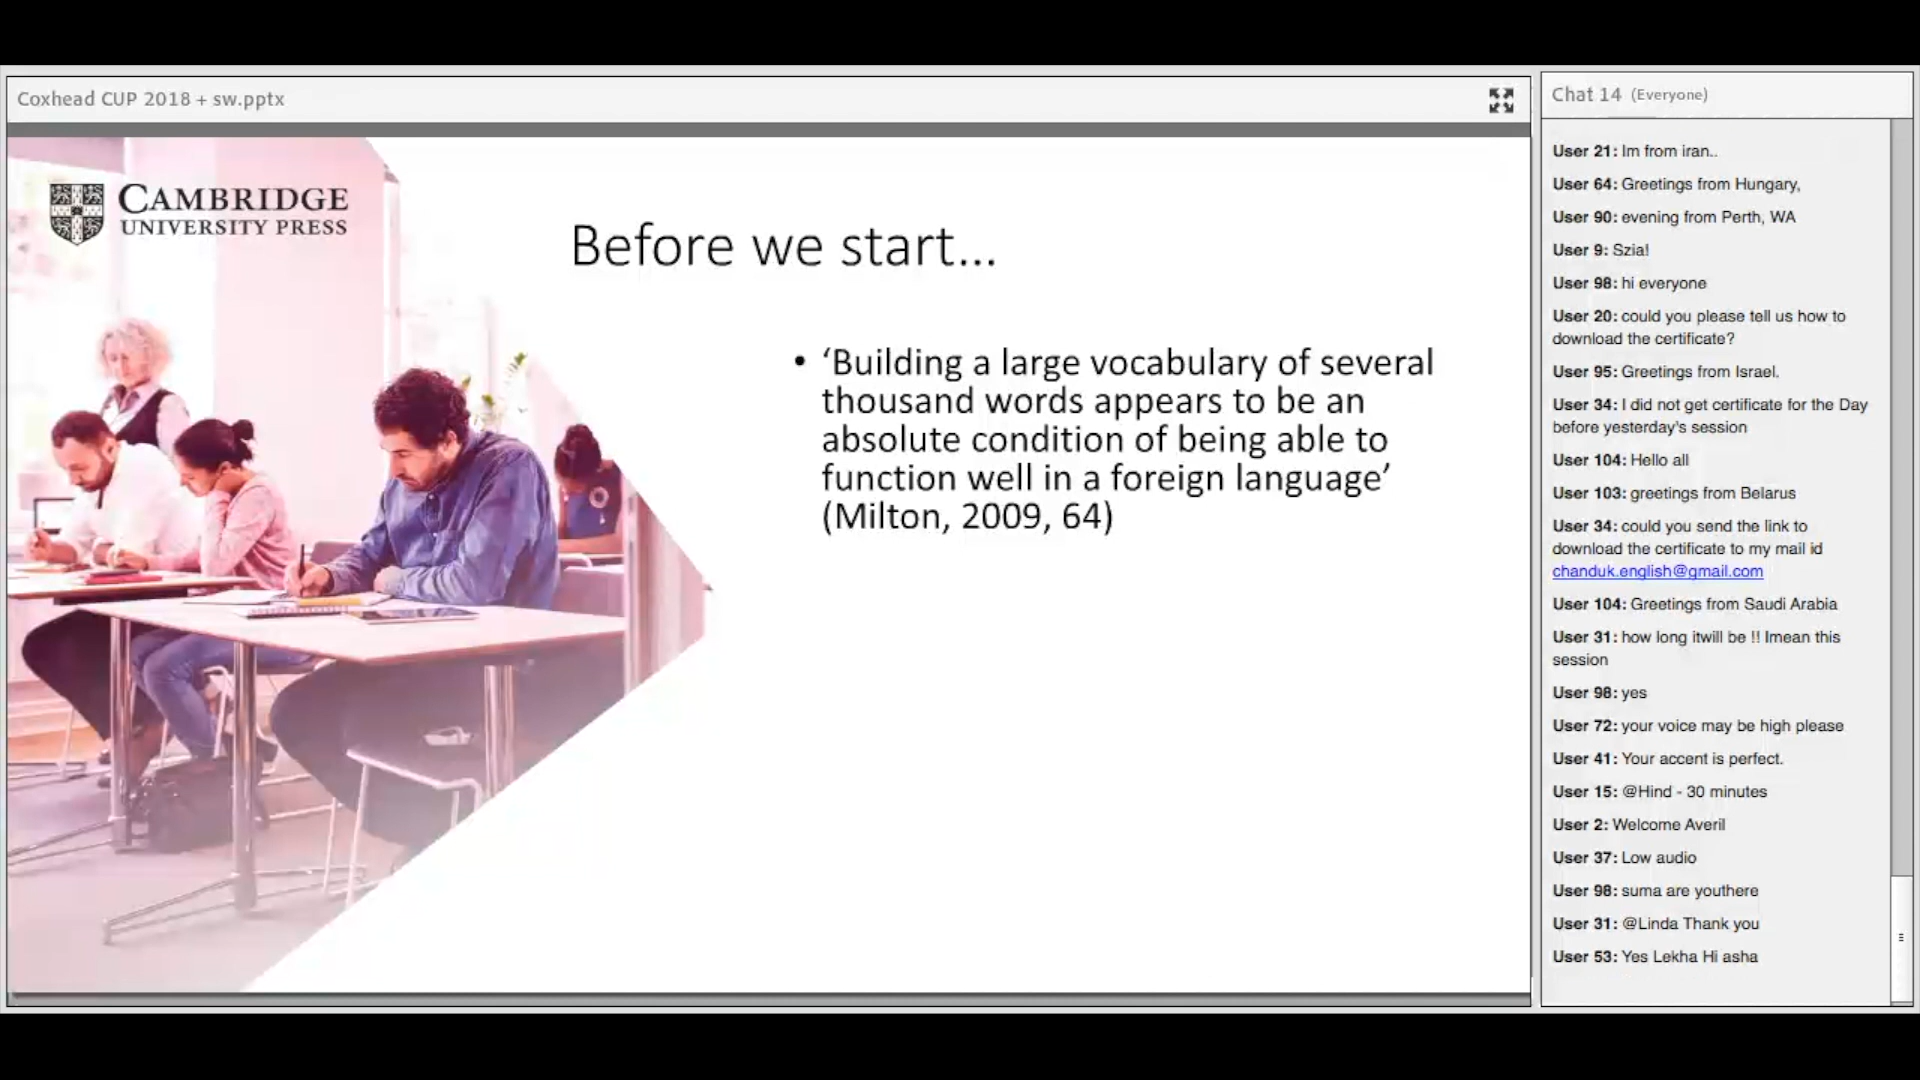 Coxhead CUP 2018 + sw.pptx
CAMBRIDGE
UNIVERSITY PRESS
Before we start...
• ‘Building a large vocabulary of several
thousand words appears to be an
absolute condition of being able to
function well in a foreign language’
(Milton, 2009, 64)
Chat 14 (Everyone)
User 21: Im from iran..
User 64: Greetings from Hungary,
User 90: evening from Perth, WA
User 9: Szia!
User 98: hi everyone
User 20: could you please tell us how to
download the certificate?
User 95: Greetings from Israel.
User 34: I did not get certificate for the Day
before yesterday's session
User 104: Hello all
User 103: greetings from Belarus
User 34: could you send the link to
download the certificate to my mail id
chanduk.english@gmail.com
User 104: Greetings from Saudi Arabia
User 31: how long itwill be !! Imean this
session
User 98: yes
User 72: your voice may be high please
User 41: Your accent is perfect.
User 15: @Hind - 30 minutes
User 2: Welcome Averil
User 37: Low audio
User 98: suma are youthere
User 31: @Linda Thank you
User 53: Yes Lekha Hi asha